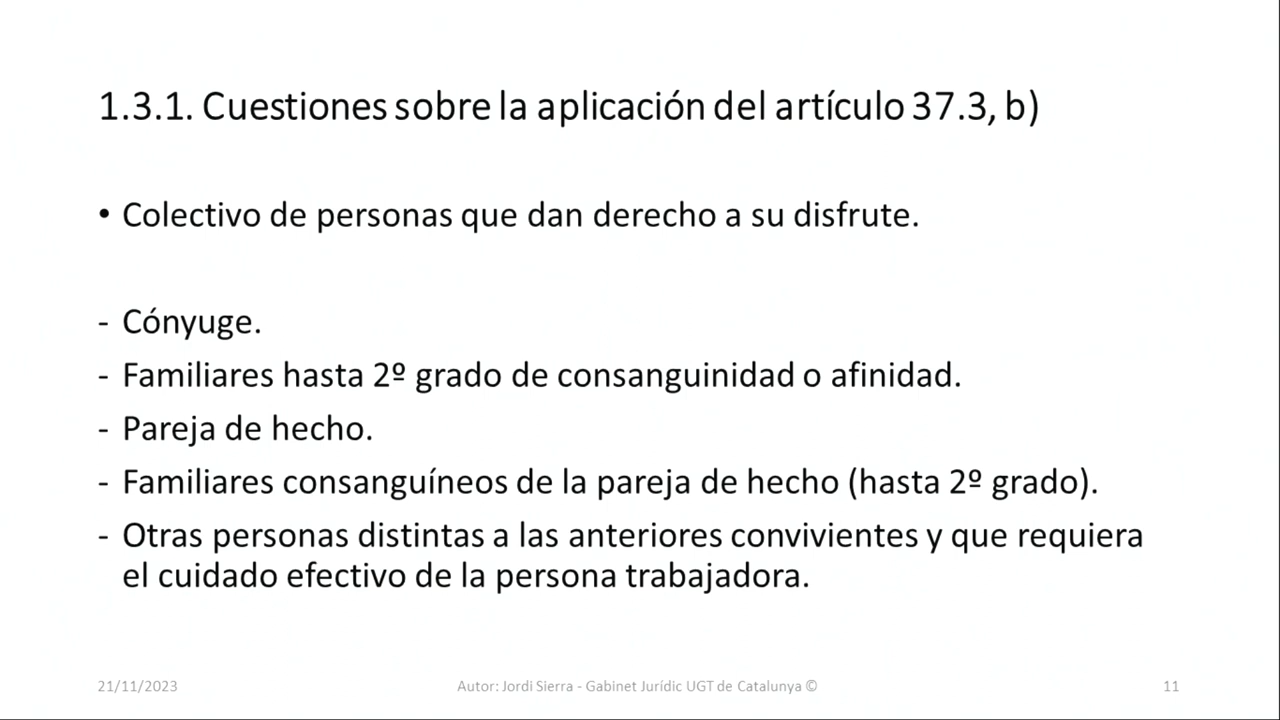 1.3.1. Cuestiones sobre la aplicación del artículo 37.3, b)
• Colectivo de personas que dan derecho a su disfrute.
- Cónyuge.
- Familiares hasta 2º grado de consanguinidad o afinidad.
- Pareja de hecho.
- Familiares consanguíneos de la pareja de hecho (hasta 2º grado).
- Otras personas distintas a las anteriores convivientes y que requiera
el cuidado efectivo de la persona trabajadora.
21/11/2023
Autor: Jordi Sierra - Gabinet Jurídic UGT de Catalunya ©
11